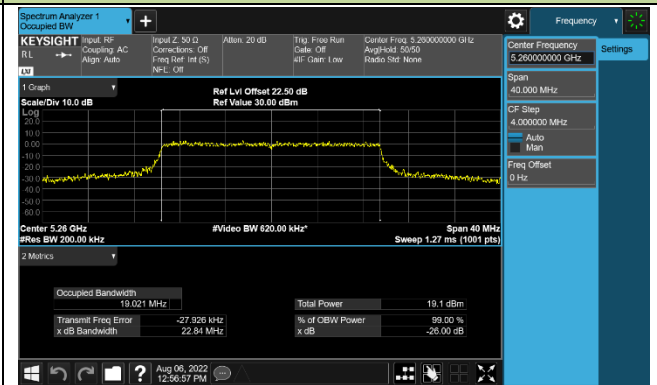 Spectrum Analyzer 1
Occupied BW
Frequency
KEYSIGHT
RL
LXI
Input: RF
Coupling: AC
Align: Auto
Input Z: 50 Ω
Corrections: Off
Freq Ref: Int (S)
NFE: Off
Atten: 20 dB
Trig: Free Run
Gate: Off
#IF Gain: Low
Center Freq: 5.260000000 GHz
Avg|Hold: 50/50
Radio Std: None
Center Frequency
5.260000000 GHz
Settings
Span
40.000 MHz
CF Step
4.000000 MHz
Auto
Man
Freq Offset
0 Hz
1 Graph
Scale/Div 10.0 dB
Ref Lvl Offset 22.50 dB
Ref Value 30.00 dBm
Log
20.0
10.0
0.00
-10.0
-20.0
-30.0
-40.0
-50.0
-60.0
Center 5.26 GHz
#Video BW 620.00 kHz*
Span 40 MHz
#Res BW 200.00 kHz
Sweep 1.27 ms (1001 pts)
2 Metrics
Occupied Bandwidth
19.021 MHz
Total Power 19.1 dBm
Transmit Freq Error -27.926 kHz
% of OBW Power 99.00 %
x dB Bandwidth 22.84 MHz
x dB -26.00 dB
?
Aug 06, 2022
12:56:57 PM